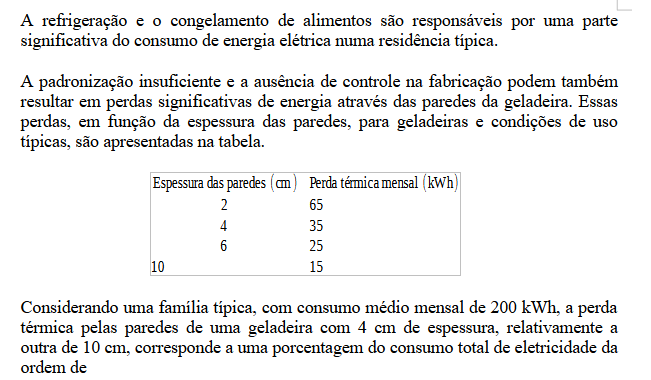 A refrigeração e o congelamento de alimentos são responsáveis por uma parte
significativa do consumo de energia elétrica numa residência típica.
A padronização insuficiente e a ausência de controle na fabricação podem também
resultar em perdas significativas de energia através das paredes da geladeira. Essas
perdas, em função da espessura das paredes, para geladeiras e condições de uso
típicas, são apresentadas na tabela.
Espessura das paredes (cm) Perda térmica mensal (kWh)
2 65
4 35
6 25
10 15
Considerando uma família típica, com consumo médio mensal de 200 kWh, a perda
térmica pelas paredes de uma geladeira com 4 cm de espessura, relativamente a
outra de 10 cm, corresponde a uma porcentagem do consumo total de eletricidade da
ordem de